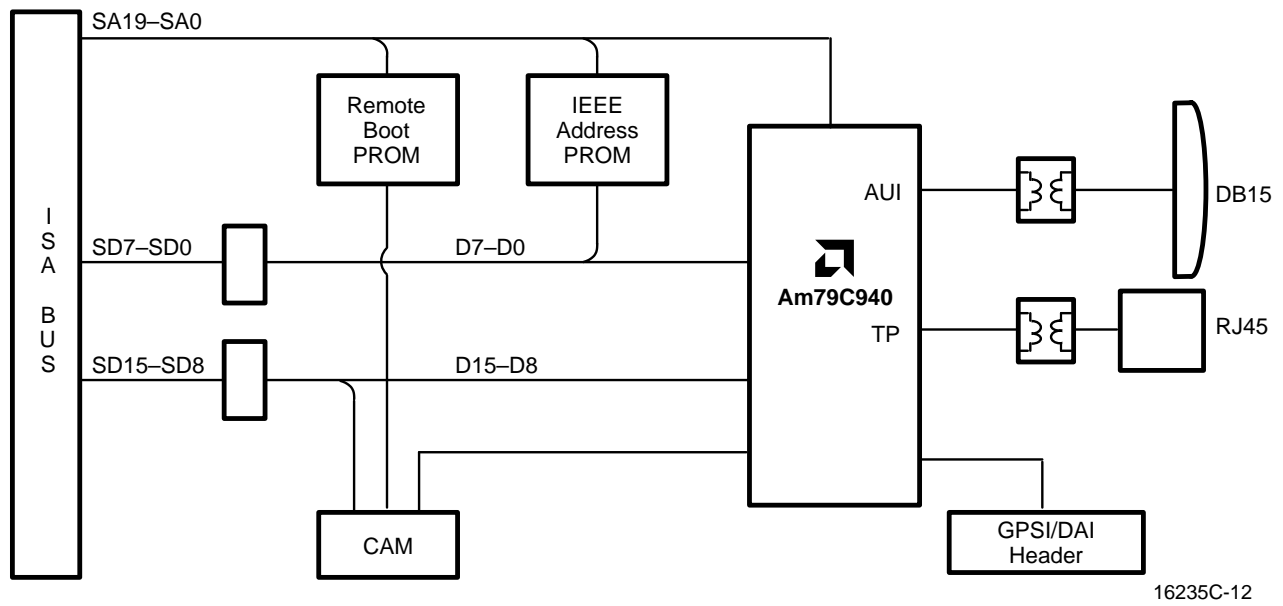 SA19–SA0
Remote
Boot
PROM
IEEE
Address
PROM
I
S
A
B
U
S
SD7–SD0
D7–D0
SD15–SD8
D15–D8
CAM
AUI
Am79C940
TP
DB15
RJ45
GPSI/DAI
Header
16235C-12